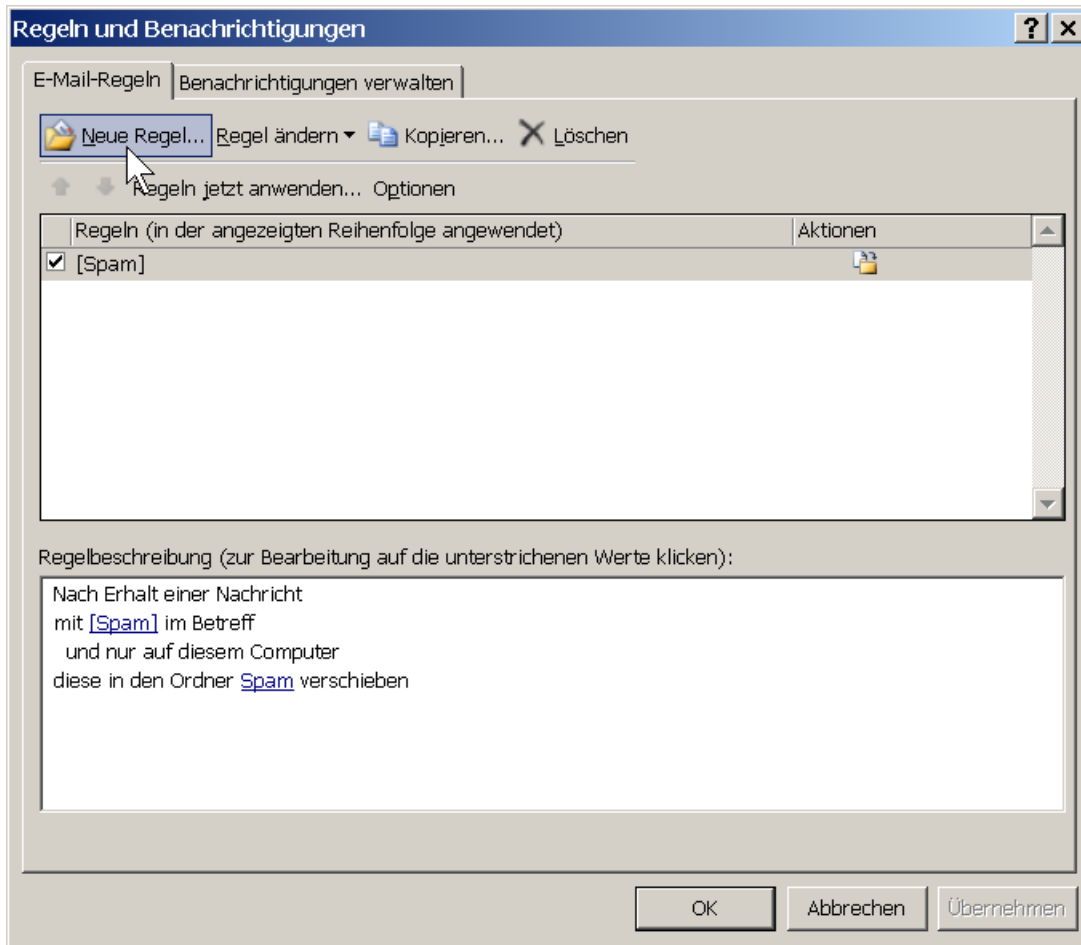 Regeln und Benachrichtigungen
E-Mail-Regeln Benachrichtigungen verwalten
Neue Regel... Regel ändern Kopieren... Löschen
Regeln jetzt anwenden... Optionen
Regeln (in der angezeigten Reihenfolge angewendet) Aktionen
[Spam]
Regelbeschreibung (zur Bearbeitung auf die unterstrichenen Werte klicken):
Nach Erhalt einer Nachricht
mit [Spam] im Betreff
und nur auf diesem Computer
diese in den Ordner Spam verschieben
OK Abbrechen Übernehmen